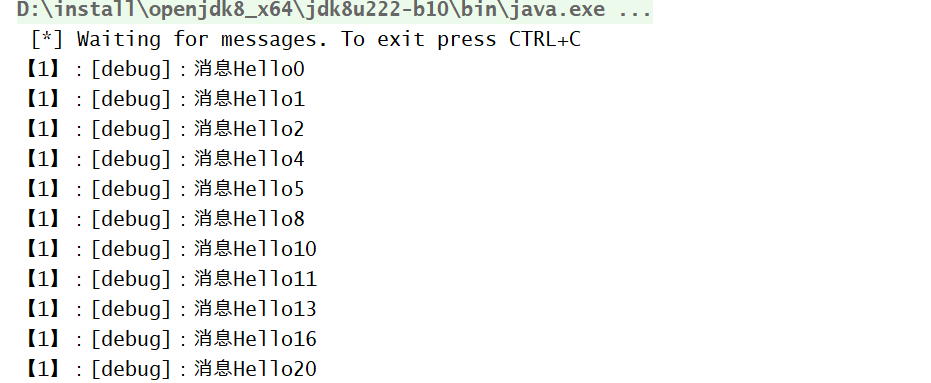 D:\install\openjdk8_x64\jdk8u222-b10\bin\java.exe ...
[*] Waiting for messages. To exit press CTRL+C
【1】：[debug]：消息Hello0
【1】：[debug]：消息Hello1
【1】：[debug]：消息Hello2
【1】：[debug]：消息Hello4
【1】：[debug]：消息Hello5
【1】：[debug]：消息Hello8
【1】：[debug]：消息Hello10
【1】：[debug]：消息Hello11
【1】：[debug]：消息Hello13
【1】：[debug]：消息Hello16
【1】：[debug]：消息Hello20